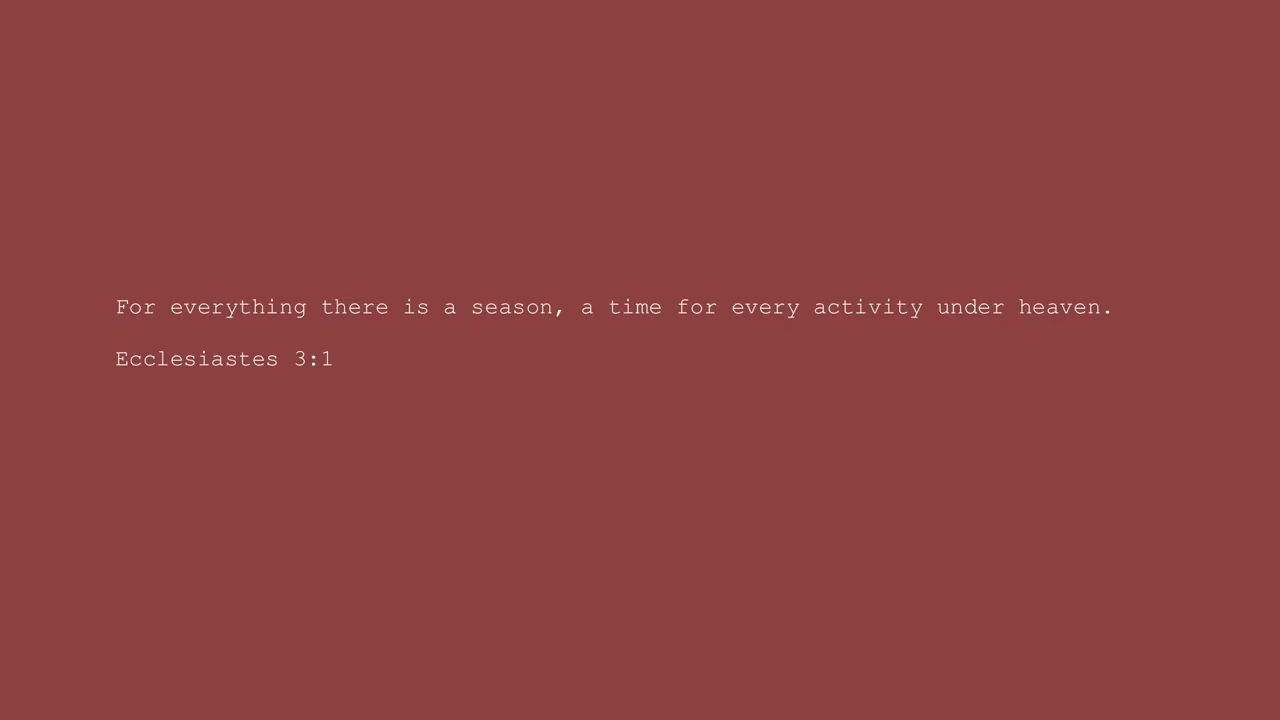 For everything there is a season, a time for every activity under heaven.
Ecclesiastes 3:1